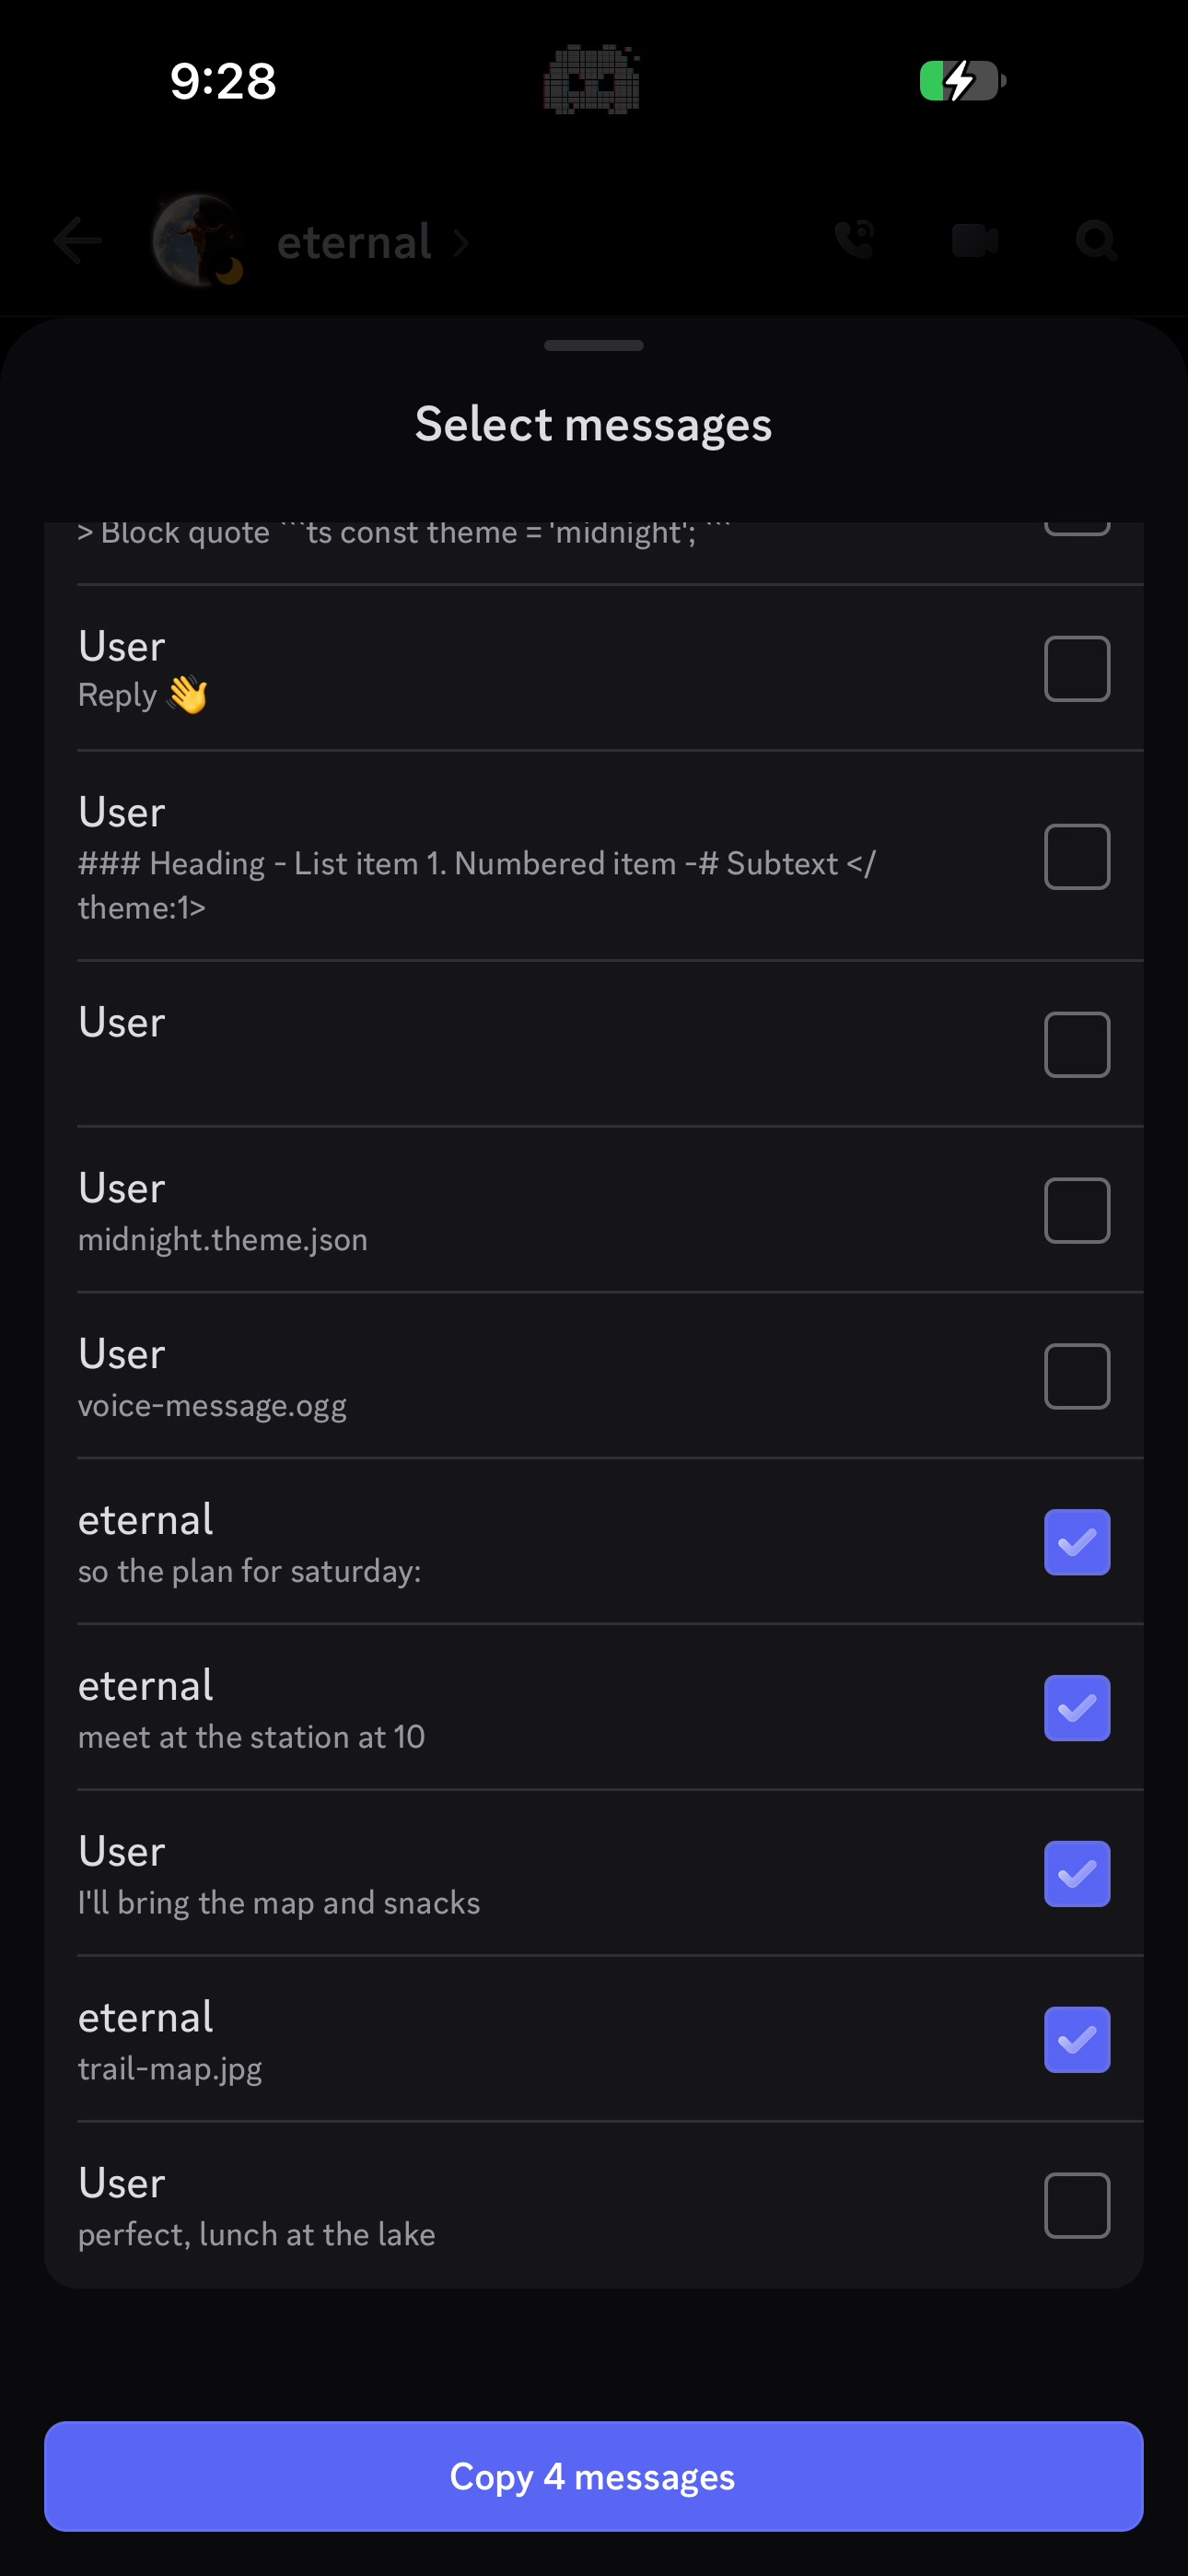 9:28
eternal
Select messages
> Block quote ```ts const theme = 'midnight'; ```
User
Reply 👋
User
### Heading - List item 1. Numbered item -# Subtext </
theme:1>
User
User
midnight.theme.json
User
voice-message.ogg
eternal
so the plan for saturday:
eternal
meet at the station at 10
User
I'll bring the map and snacks
eternal
trail-map.jpg
User
perfect, lunch at the lake
Copy 4 messages